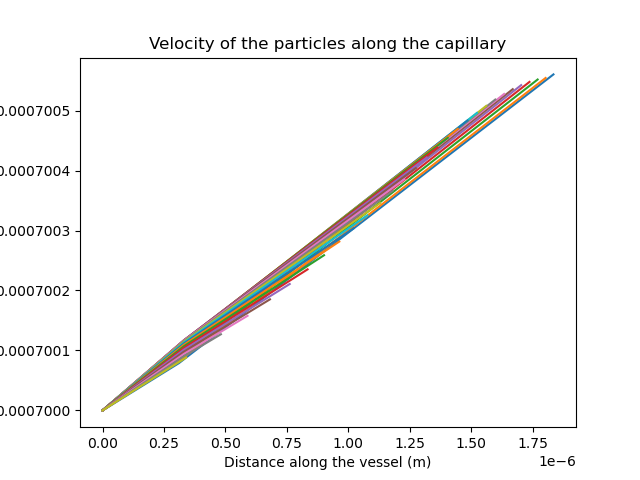 Velocity of the particles along the capillary
0.0007005
0.0007004
0.0007003
0.0007002
0.0007001
0.0007000
0.00 0.25 0.50 0.75 1.00 1.25 1.50 1.75
1e−6
Distance along the vessel (m)